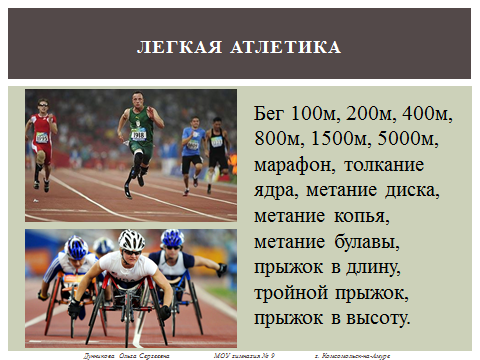 ЛЕГКАЯ АТЛЕТИКА
Бег 100м, 200м, 400м,
800м, 1500м, 5000м,
марафон, толкание
ядра, метание диска,
метание копья,
метание булавы,
прыжок в длину,
тройной прыжок,
прыжок в высоту.
Ольга Сергеевна МОУ гимназия № 9 г. Комсомольск-на-Амуре